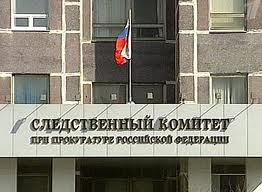 СЛЕДСТВЕННЫЙ КОМИТЕТ
ПРИ ПРОКУРАТУРЕ РОССИЙСКОЙ ФЕДЕРАЦИИ